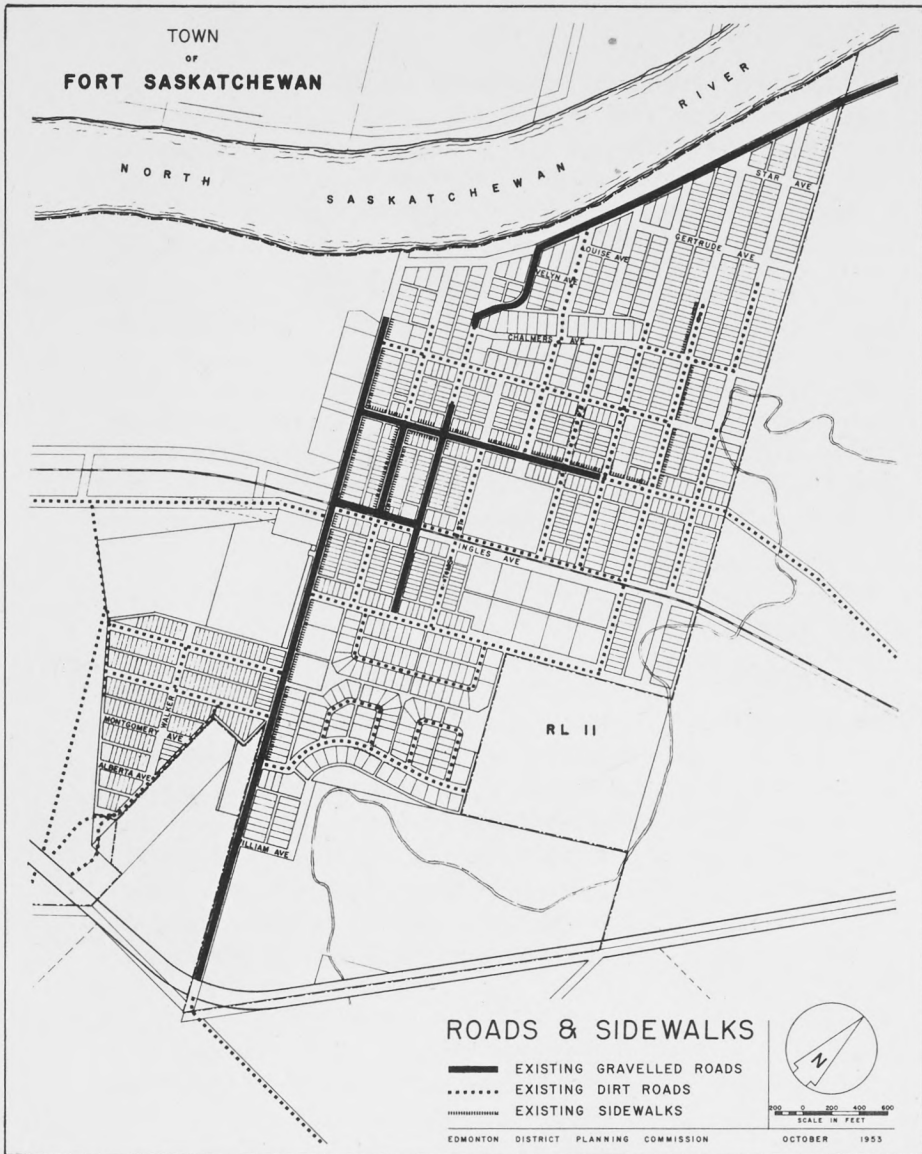 TOWN
OF
FORT SASKATCHEWAN
NORTH SASKATCHEWAN RIVER
STAR AVE
GERTRUDE AVE
LOUISE AVE
EVELYN AVE
CHALMERS AVE
INGLES AVE
WALKER
MONTGOMERY AVE
ALBERTA AVE
RL 11
WILLIAM AVE
ROADS & SIDEWALKS
EXISTING GRAVELLED ROADS
EXISTING DIRT ROADS
EXISTING SIDEWALKS
N
200 0 200 400 600
SCALE IN FEET
EDMONTON DISTRICT PLANNING COMMISSION OCTOBER 1953